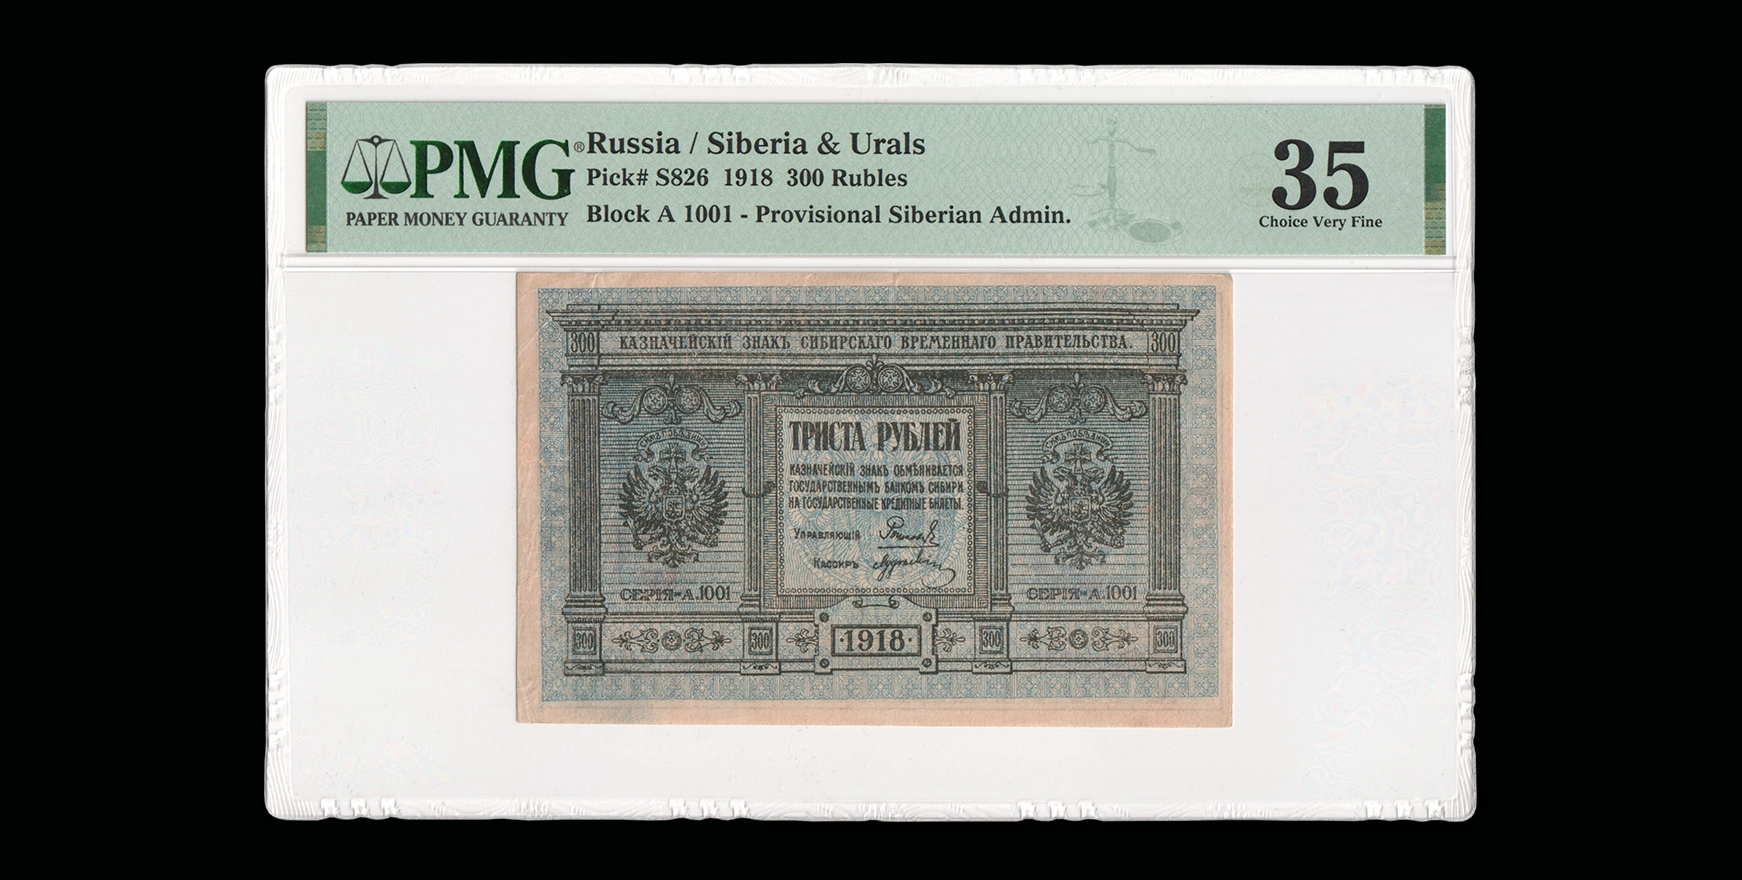 PMG®
PAPER MONEY GUARANTY
Russia / Siberia & Urals
Pick# S826 1918 300 Rubles
Block A 1001 - Provisional Siberian Admin.
35
Choice Very Fine
300 КАЗНАЧЕЙСКІЙ ЗНАКЪ СИБИРСКАГО ВРЕМЕННАГО ПРАВИТЕЛЬСТВА. 300
ТРИСТА РУБЛЕЙ
КАЗНАЧЕЙСКІЙ ЗНАКЪ ОБМѢНИВАЕТСЯ
ГОСУДАРСТВЕННЫМЪ БАНКОМЪ СИБИРИ
НА ГОСУДАРСТВЕННЫЕ КРЕДИТНЫЕ БИЛЕТЫ.
УПРАВЛЯЮЩІЙ
КАССИРЪ
СЕРІЯ-А.1001 СЕРІЯ-А.1001
300 300 ·1918· 300 300